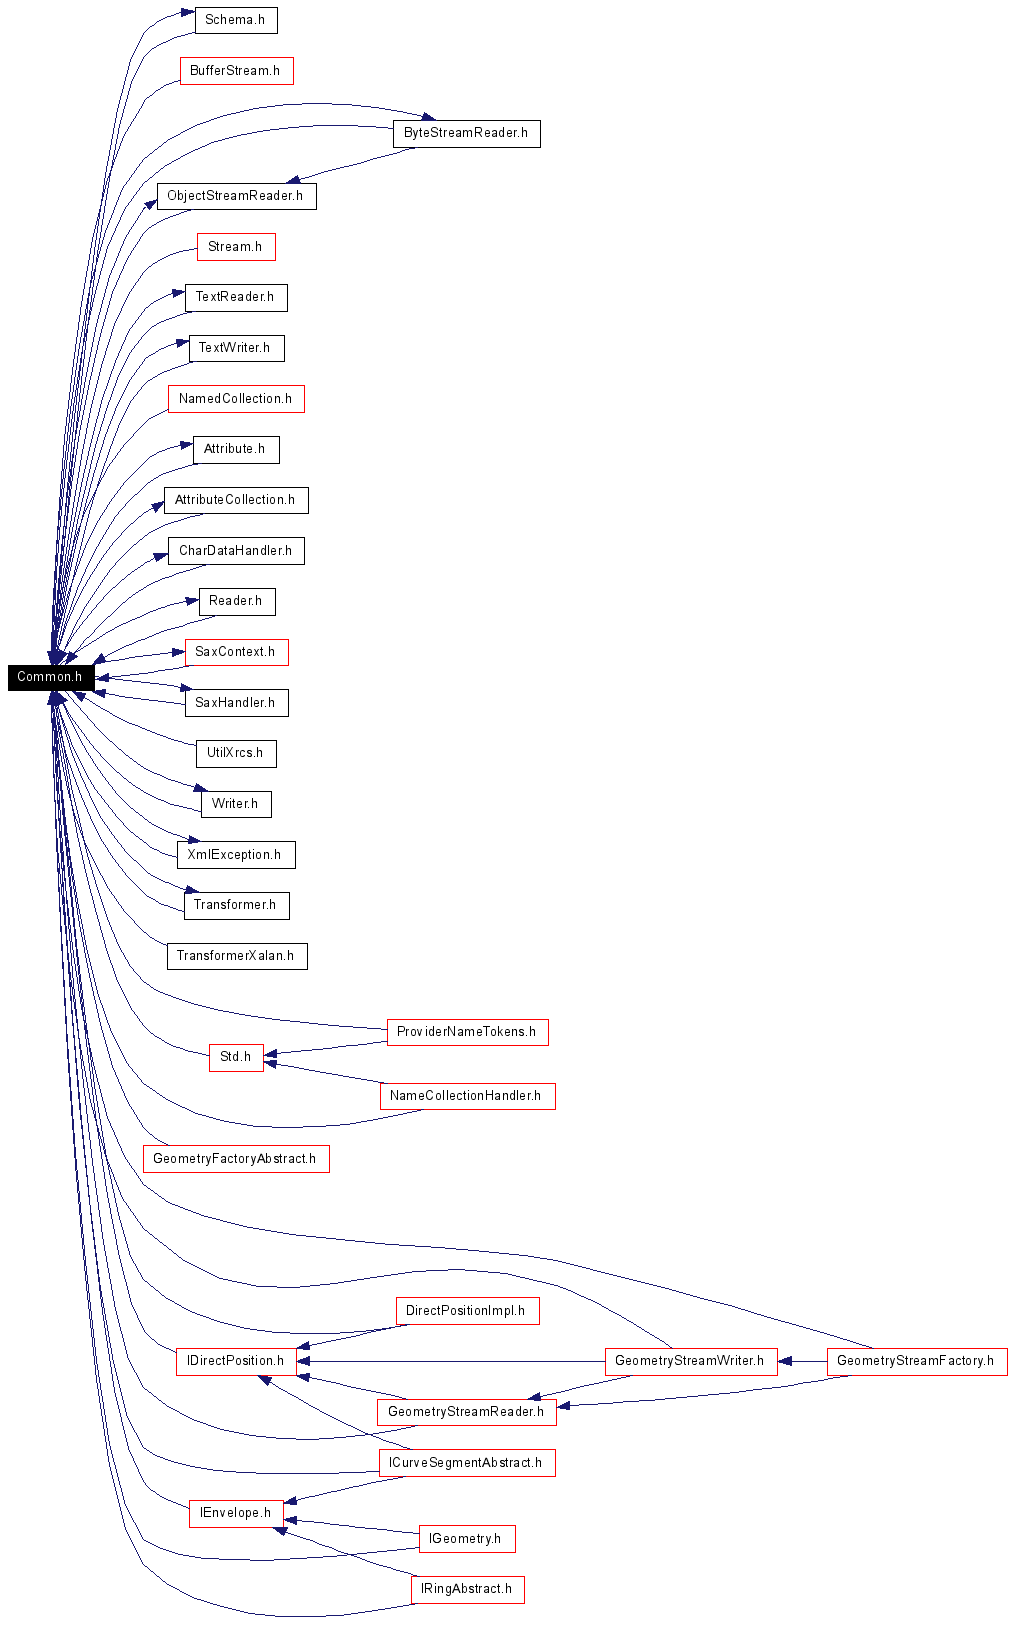 Schema.h
BufferStream.h
ByteStreamReader.h
ObjectStreamReader.h
Stream.h
TextReader.h
TextWriter.h
NamedCollection.h
Attribute.h
AttributeCollection.h
CharDataHandler.h
Reader.h
SaxContext.h
Common.h
SaxHandler.h
UtilXrcs.h
Writer.h
XmlException.h
Transformer.h
TransformerXalan.h
ProviderNameTokens.h
Std.h
NameCollectionHandler.h
GeometryFactoryAbstract.h
DirectPositionImpl.h
IDirectPosition.h
GeometryStreamWriter.h
GeometryStreamFactory.h
GeometryStreamReader.h
ICurveSegmentAbstract.h
IEnvelope.h
IGeometry.h
IRingAbstract.h